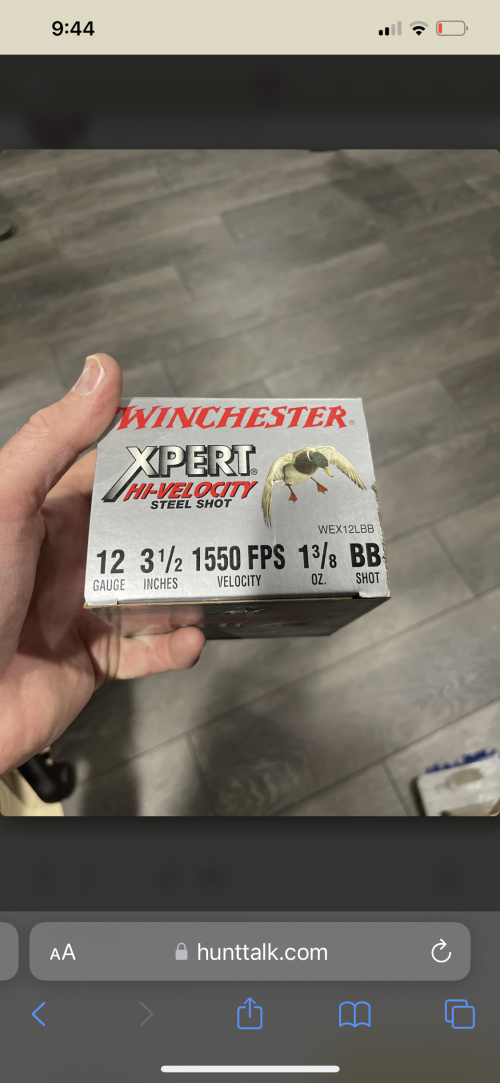 9:44
WINCHESTER®
XPERT®
HI-VELOCITY
STEEL SHOT
WEX12LBB
12 3 1/2 1550 FPS 1 3/8 BB
GAUGE INCHES VELOCITY OZ. SHOT
AA hunttalk.com